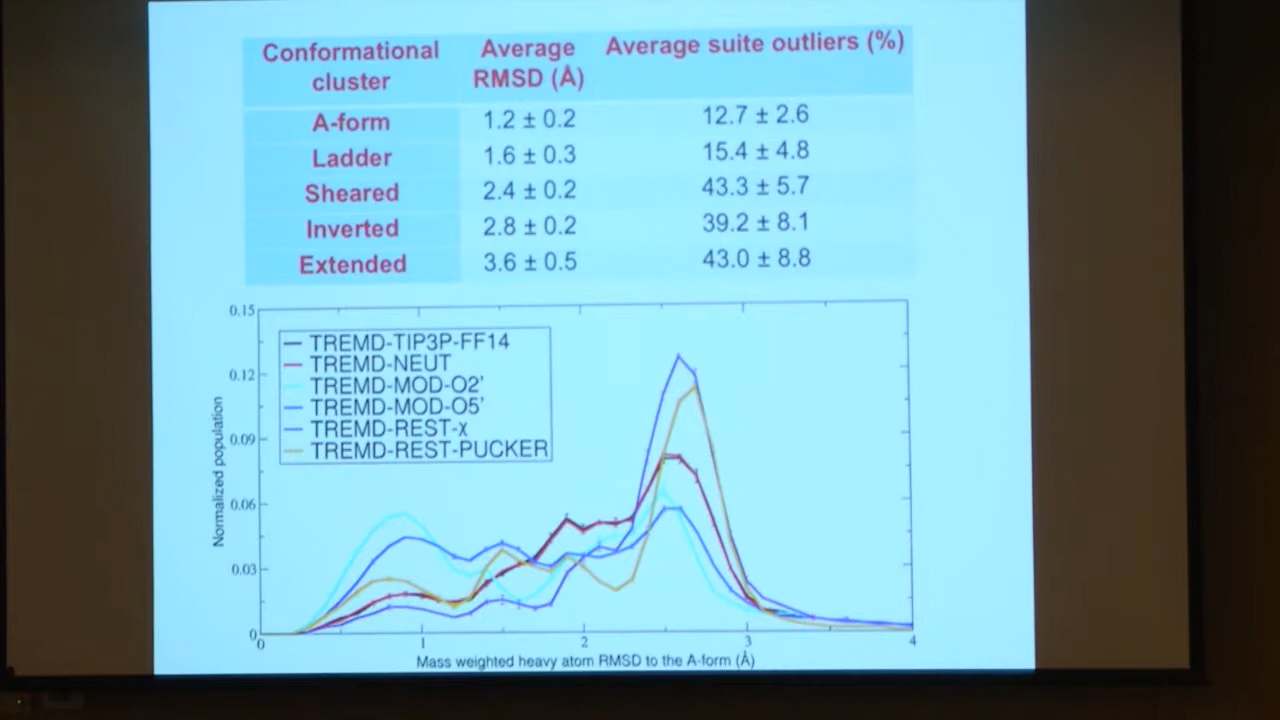 Conformational cluster Average RMSD (Å) Average suite outliers (%)
A-form 1.2 ± 0.2 12.7 ± 2.6
Ladder 1.6 ± 0.3 15.4 ± 4.8
Sheared 2.4 ± 0.2 43.3 ± 5.7
Inverted 2.8 ± 0.2 39.2 ± 8.1
Extended 3.6 ± 0.5 43.0 ± 8.8
0.15
TREMD-TIP3P-FF14
TREMD-NEUT
TREMD-MOD-O2'
TREMD-MOD-O5'
TREMD-REST-χ
TREMD-REST-PUCKER
0.12
0.09
0.06
0.03
0
Normalized population
0 1 2 3 4
Mass weighted heavy atom RMSD to the A-form (Å)